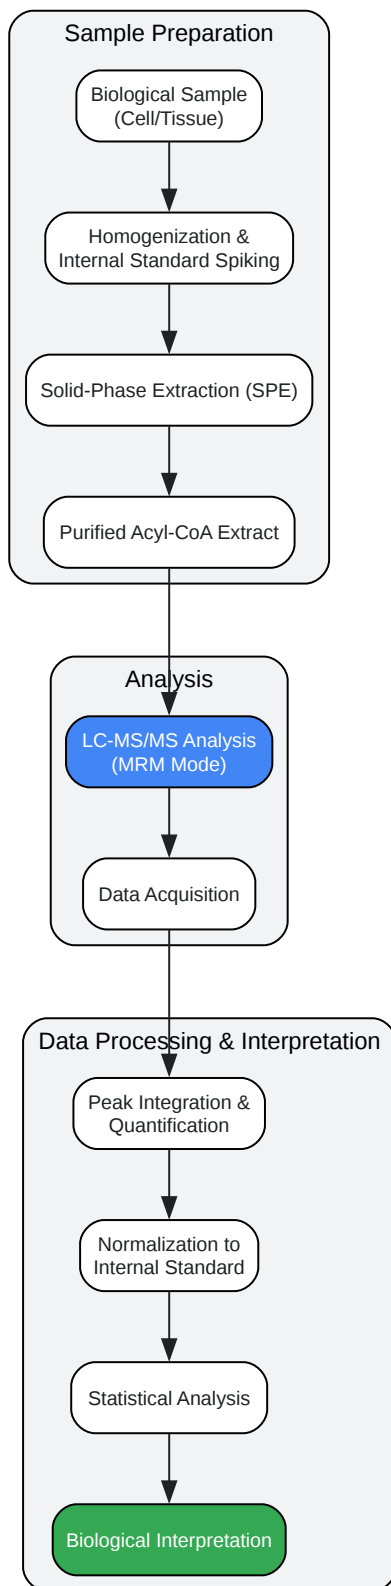 Sample Preparation
Biological Sample
(Cell/Tissue)
Homogenization &
Internal Standard Spiking
Solid-Phase Extraction (SPE)
Purified Acyl-CoA Extract
Analysis
LC-MS/MS Analysis
(MRM Mode)
Data Acquisition
Data Processing & Interpretation
Peak Integration &
Quantification
Normalization to
Internal Standard
Statistical Analysis
Biological Interpretation